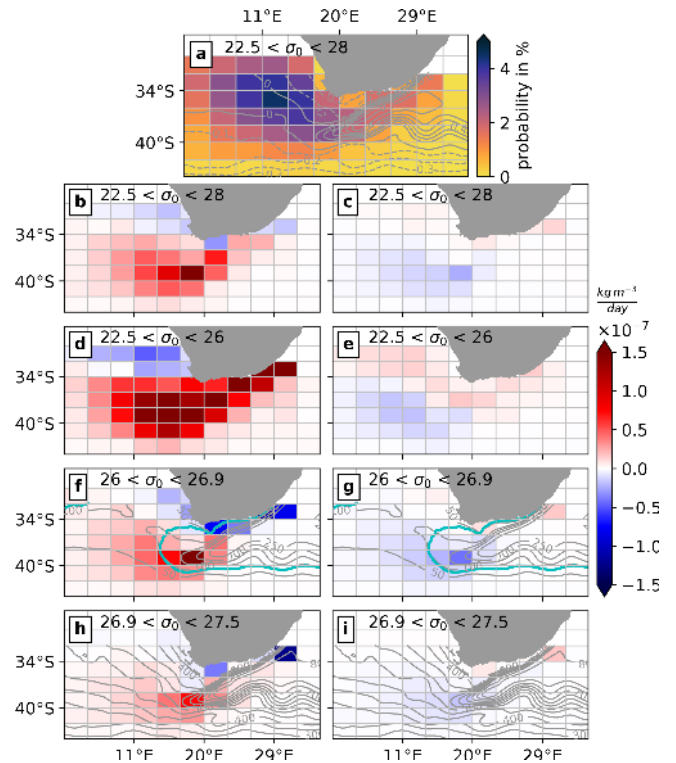 11°E 20°E 29°E
a 22.5 < σ₀ < 28
34°S
40°S
4
2
0
probability in %
b 22.5 < σ₀ < 28
c 22.5 < σ₀ < 28
34°S
40°S
kg m⁻³
day
×10 ⁷
d 22.5 < σ₀ < 26
e 22.5 < σ₀ < 26
34°S
40°S
1.5
1.0
0.5
0.0
−0.5
−1.0
−1.5
f 26 < σ₀ < 26.9
g 26 < σ₀ < 26.9
34°S
40°S
h 26.9 < σ₀ < 27.5
i 26.9 < σ₀ < 27.5
34°S
40°S
11°E 20°E 29°E
11°E 20°E 29°E